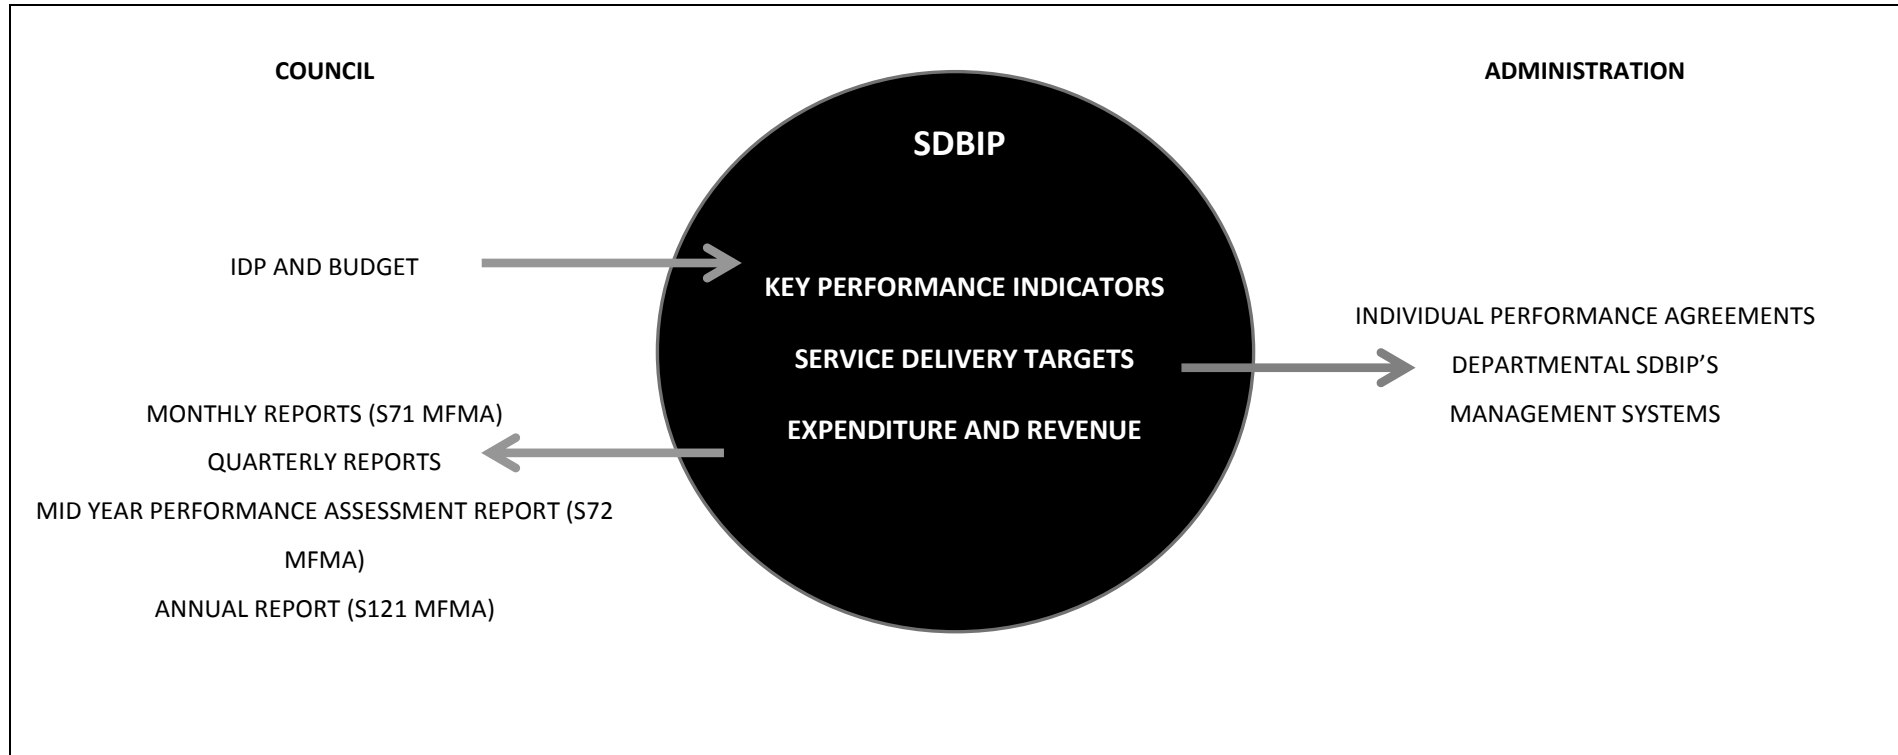 COUNCIL
IDP AND BUDGET
MONTHLY REPORTS (S71 MFMA)
QUARTERLY REPORTS
MID YEAR PERFORMANCE ASSESSMENT REPORT (S72
MFMA)
ANNUAL REPORT (S121 MFMA)
SDBIP
KEY PERFORMANCE INDICATORS
SERVICE DELIVERY TARGETS
EXPENDITURE AND REVENUE
ADMINISTRATION
INDIVIDUAL PERFORMANCE AGREEMENTS
DEPARTMENTAL SDBIP’S
MANAGEMENT SYSTEMS